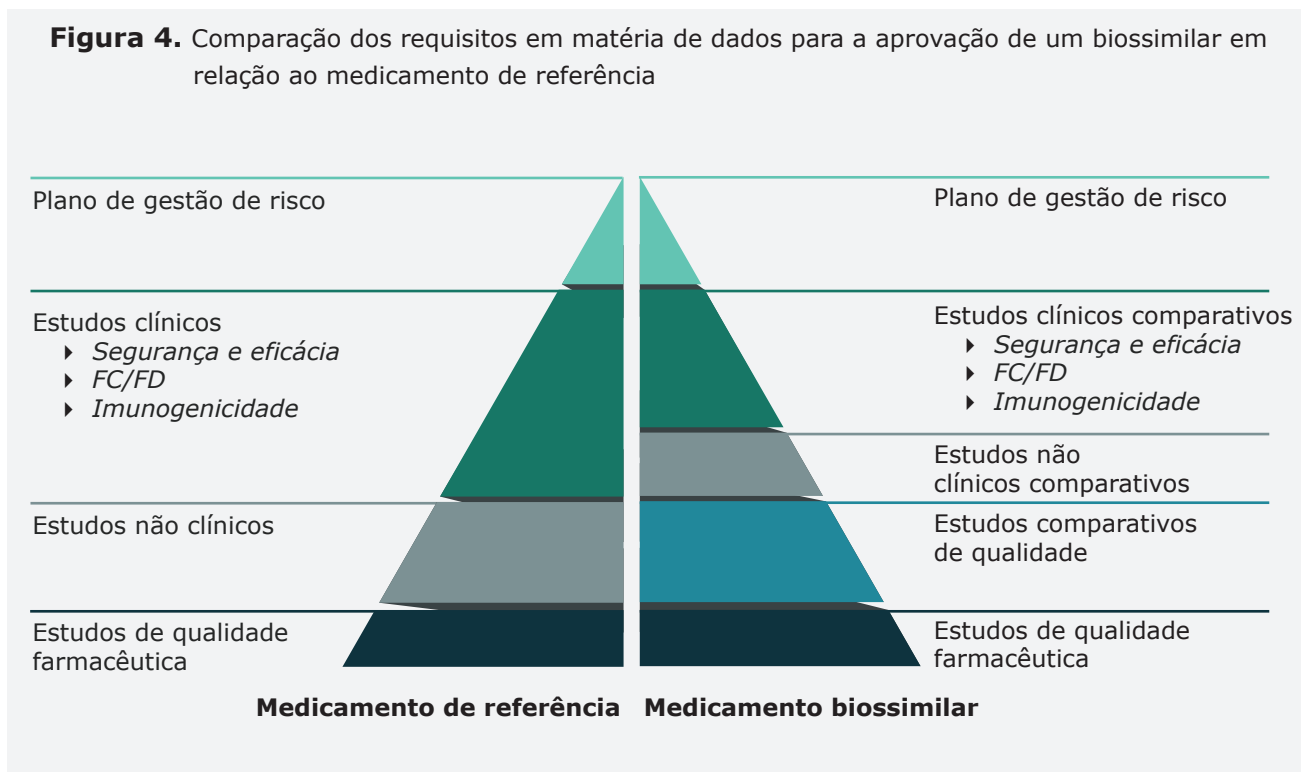 Figura 4. Comparação dos requisitos em matéria de dados para a aprovação de um biossimilar em
relação ao medicamento de referência
Plano de gestão de risco
Estudos clínicos
Segurança e eficácia
FC/FD
Imunogenicidade
Estudos não clínicos
Estudos de qualidade
farmacêutica
Medicamento de referência
Plano de gestão de risco
Estudos clínicos comparativos
Segurança e eficácia
FC/FD
Imunogenicidade
Estudos não
clínicos comparativos
Estudos comparativos
de qualidade
Estudos de qualidade
farmacêutica
Medicamento biossimilar